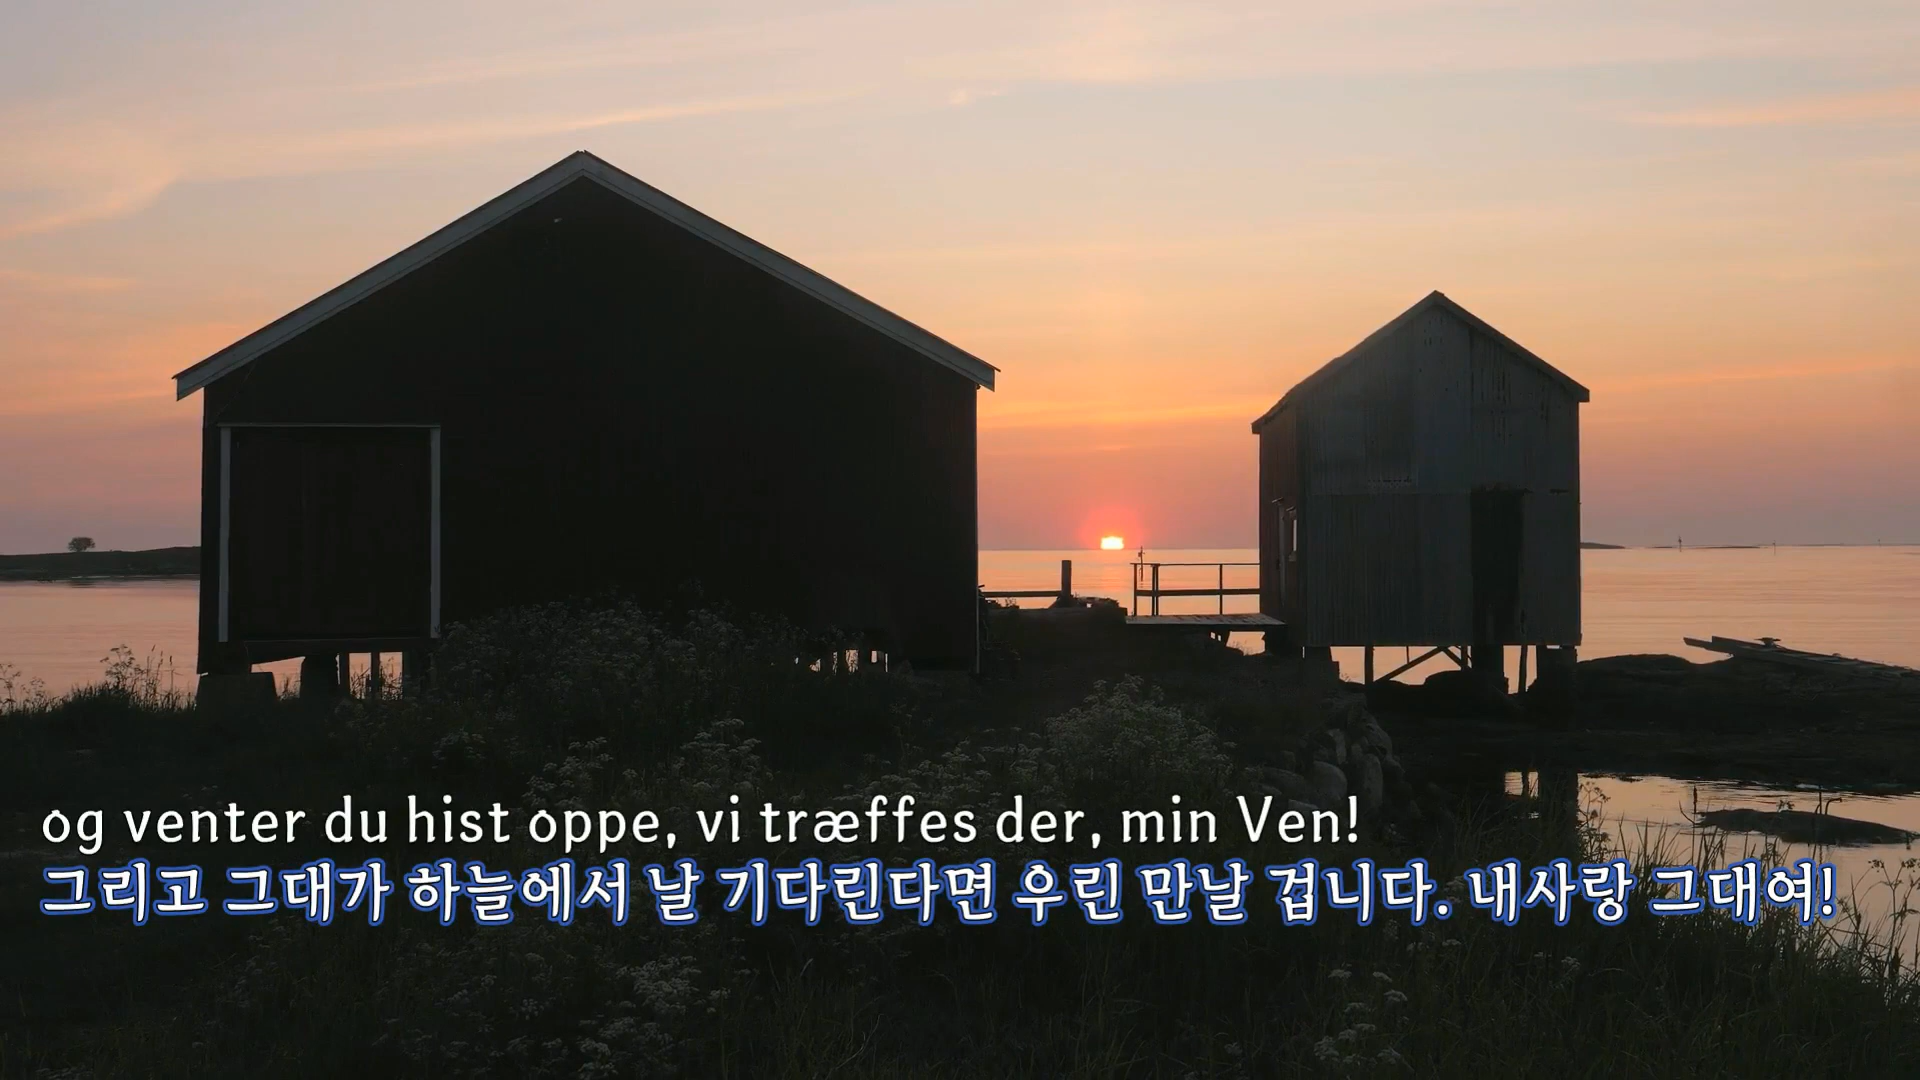 og venter du hist oppe, vi træffes der, min Ven!
그리고 그대가 하늘에서 날 기다린다면 우린 만날 겁니다. 내사랑 그대여!